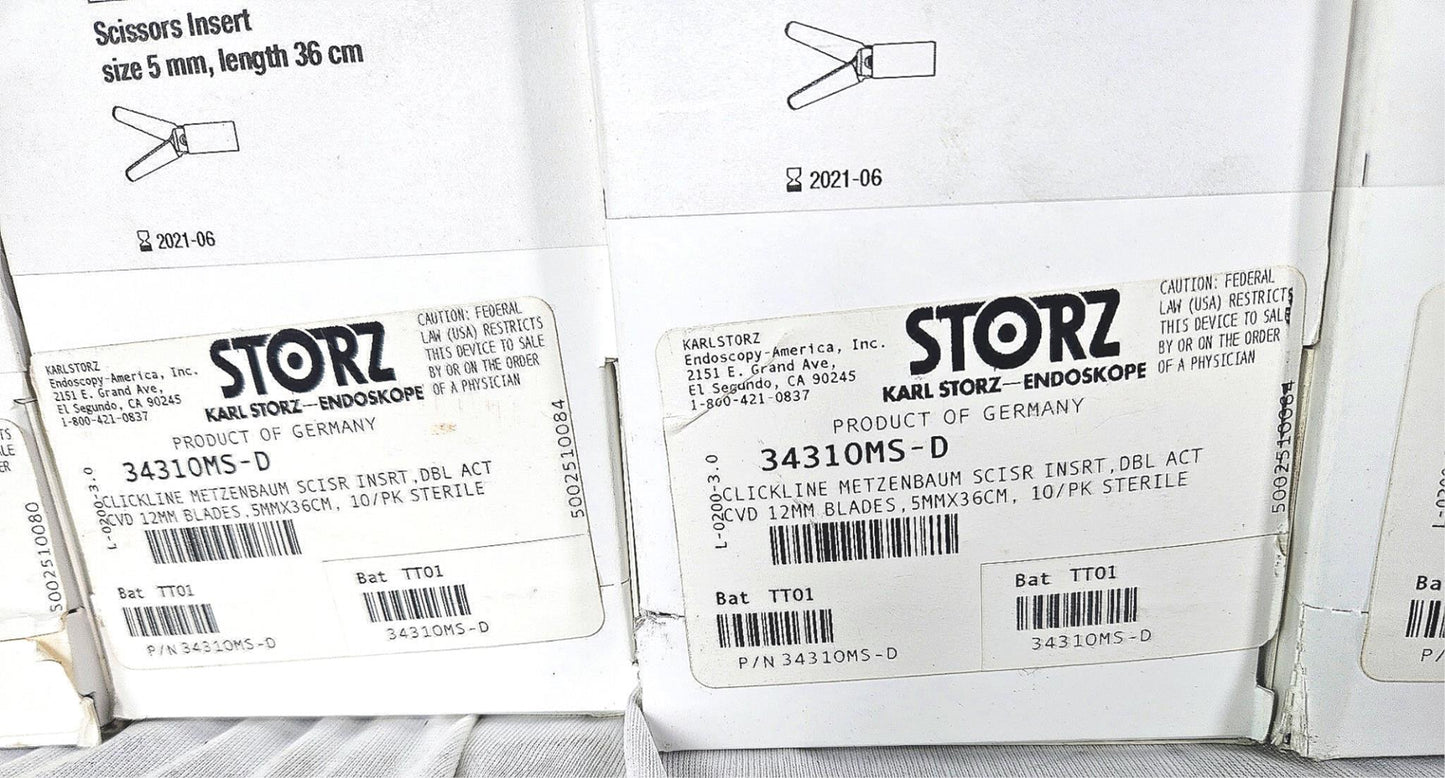 Scissors Insert
size 5 mm, length 36 cm
2021-06
KARLSTORZ
Endoscopy-America, Inc.
2151 E. Grand Ave,
El Segundo, CA 90245
1-800-421-0837
STORZ
KARL STORZ—ENDOSKOPE
CAUTION: FEDERAL
LAW (USA) RESTRICTS
THIS DEVICE TO SALE
BY OR ON THE ORDER
OF A PHYSICIAN
PRODUCT OF GERMANY
34310MS-D
CLICKLINE METZENBAUM SCISR INSRT,DBL ACT
CVD 12MM BLADES,5MMX36CM, 10/PK STERILE
L-0200-3.0
5002510084
Bat TT01
P/N 34310MS-D
Bat TT01
34310MS-D
5002510080
2021-06
KARLSTORZ
Endoscopy-America, Inc.
2151 E. Grand Ave,
El Segundo, CA 90245
1-800-421-0837
STORZ
KARL STORZ—ENDOSKOPE
CAUTION: FEDERAL
LAW (USA) RESTRICTS
THIS DEVICE TO SALE
BY OR ON THE ORDER
OF A PHYSICIAN
PRODUCT OF GERMANY
34310MS-D
CLICKLINE METZENBAUM SCISR INSRT,DBL ACT
CVD 12MM BLADES,5MMX36CM, 10/PK STERILE
L-0200-3.0
5002510084
Bat TT01
P/N 34310MS-D
Bat TT01
34310MS-D